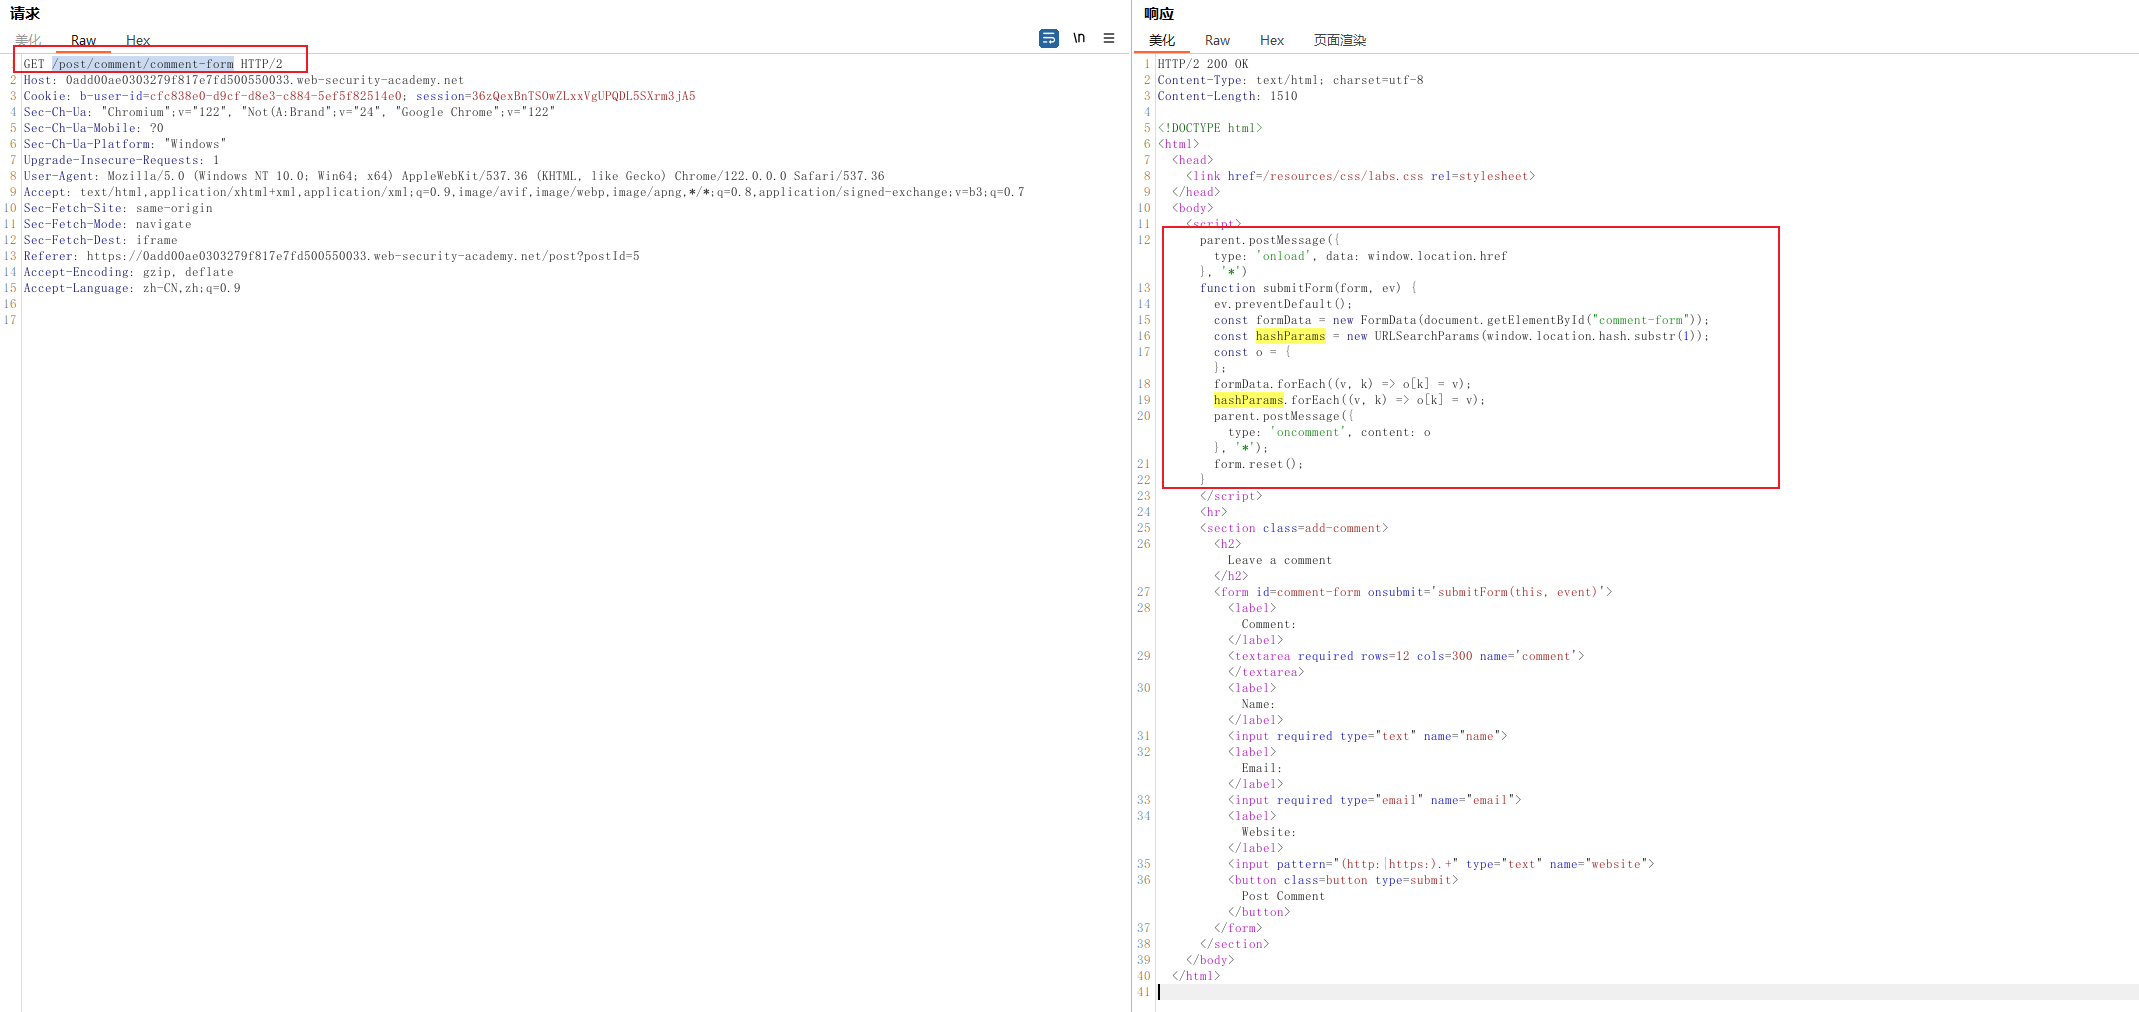 请求
美化 Raw Hex
\n
1 GET /post/comment/comment-form HTTP/2
2 Host: 0add00ae0303279f817e7fd500550033.web-security-academy.net
3 Cookie: b-user-id=cfc838e0-d9cf-d8e3-c884-5ef5f82514e0; session=36zQexBnTSOwZLxxVgUPQDL5SXrm3jA5
4 Sec-Ch-Ua: "Chromium";v="122", "Not(A:Brand";v="24", "Google Chrome";v="122"
5 Sec-Ch-Ua-Mobile: ?0
6 Sec-Ch-Ua-Platform: "Windows"
7 Upgrade-Insecure-Requests: 1
8 User-Agent: Mozilla/5.0 (Windows NT 10.0; Win64; x64) AppleWebKit/537.36 (KHTML, like Gecko) Chrome/122.0.0.0 Safari/537.36
9 Accept: text/html,application/xhtml+xml,application/xml;q=0.9,image/avif,image/webp,image/apng,*/*;q=0.8,application/signed-exchange;v=b3;q=0.7
10 Sec-Fetch-Site: same-origin
11 Sec-Fetch-Mode: navigate
12 Sec-Fetch-Dest: iframe
13 Referer: https://0add00ae0303279f817e7fd500550033.web-security-academy.net/post?postId=5
14 Accept-Encoding: gzip, deflate
15 Accept-Language: zh-CN,zh;q=0.9
16
17
响应
美化 Raw Hex 页面渲染
1 HTTP/2 200 OK
2 Content-Type: text/html; charset=utf-8
3 Content-Length: 1510
4
5 <!DOCTYPE html>
6 <html>
7 <head>
8 <link href=/resources/css/labs.css rel=stylesheet>
9 </head>
10 <body>
11 <script>
12 parent.postMessage({
type: 'onload', data: window.location.href
}, '*')
13 function submitForm(form, ev) {
14 ev.preventDefault();
15 const formData = new FormData(document.getElementById("comment-form"));
16 const hashParams = new URLSearchParams(window.location.hash.substr(1));
17 const o = {
};
18 formData.forEach((v, k) => o[k] = v);
19 hashParams.forEach((v, k) => o[k] = v);
20 parent.postMessage({
type: 'oncomment', content: o
}, '*');
21 form.reset();
22 }
23 </script>
24 <hr>
25 <section class=add-comment>
26 <h2>
Leave a comment
</h2>
27 <form id=comment-form onsubmit='submitForm(this, event)'>
28 <label>
Comment:
</label>
29 <textarea required rows=12 cols=300 name='comment'>
</textarea>
30 <label>
Name:
</label>
31 <input required type="text" name="name">
32 <label>
Email:
</label>
33 <input required type="email" name="email">
34 <label>
Website:
</label>
35 <input pattern="(http:|https:).+" type="text" name="website">
36 <button class=button type=submit>
Post Comment
</button>
37 </form>
38 </section>
39 </body>
40 </html>
41